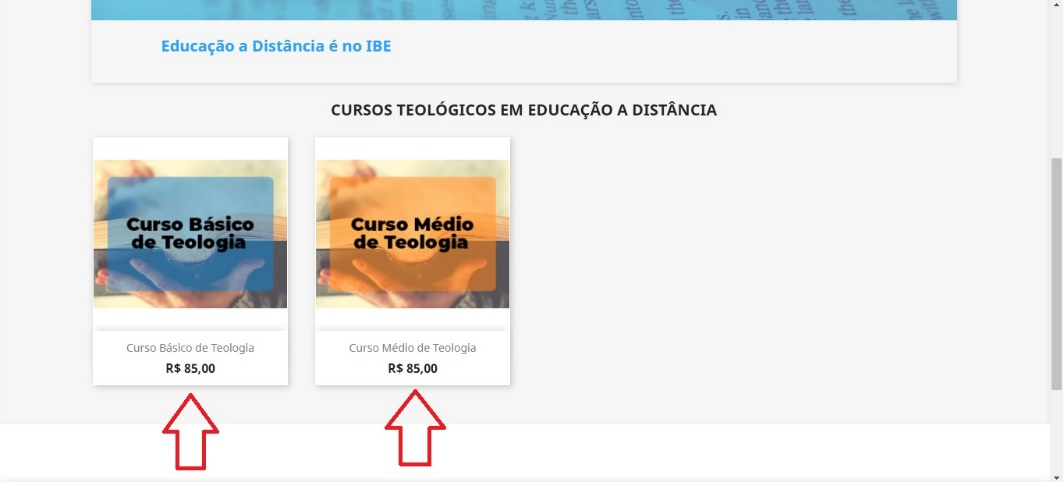 Educação a Distância é no IBE
CURSOS TEOLÓGICOS EM EDUCAÇÃO A DISTÂNCIA
Curso Básico
de Teologia
Curso Médio
de Teologia
Curso Básico de Teologia
Curso Médio de Teologia
R$ 85,00
R$ 85,00